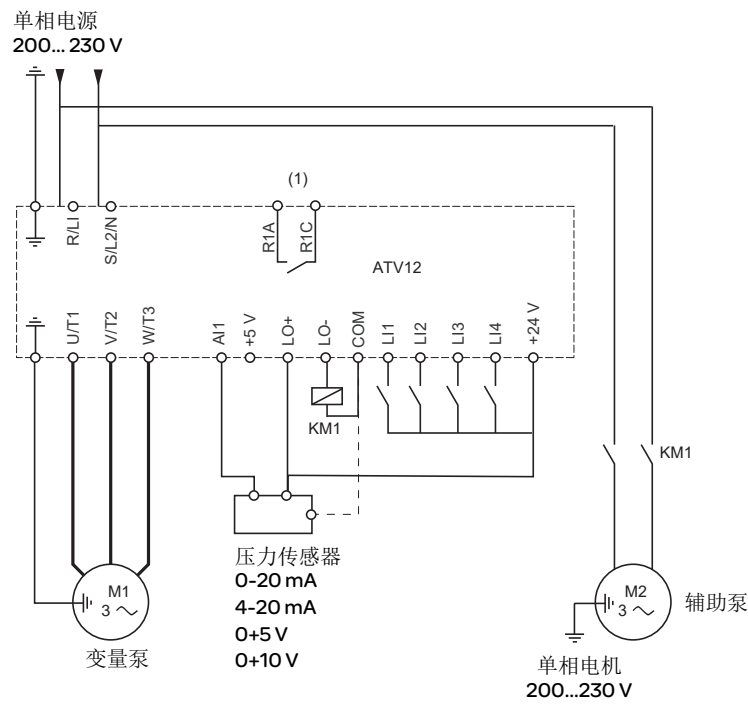 单相电源
200... 230 V
(1)
R/LI
S/L2/N
R1A
R1C
ATV12
U/T1
V/T2
W/T3
AI1
+5 V
LO+
LO-
COM
LI1
LI2
LI3
LI4
+24 V
KM1
KM1
压力传感器
0-20 mA
4-20 mA
0+5 V
0+10 V
M1
3
变量泵
M2
3
辅助泵
单相电机
200...230 V